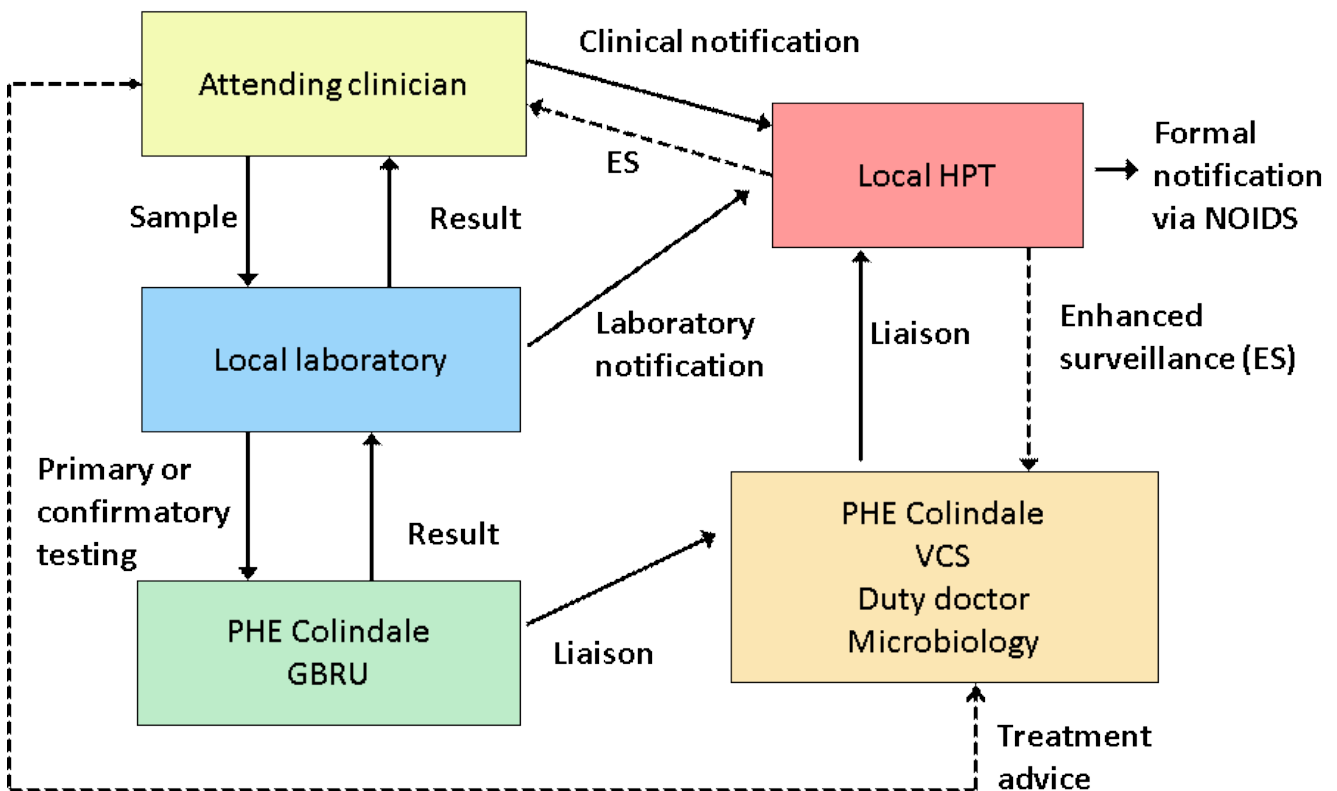 Clinical notification
Attending clinician
Formal
notification
via NOIDS
ES
Local HPT
Sample
Result
Laboratory
notification
Liaison
Enhanced
surveillance (ES)
Local laboratory
Primary or
confirmatory
testing
Result
PHE Colindale
VCS
Duty doctor
Microbiology
PHE Colindale
GBRU
Liaison
Treatment
advice